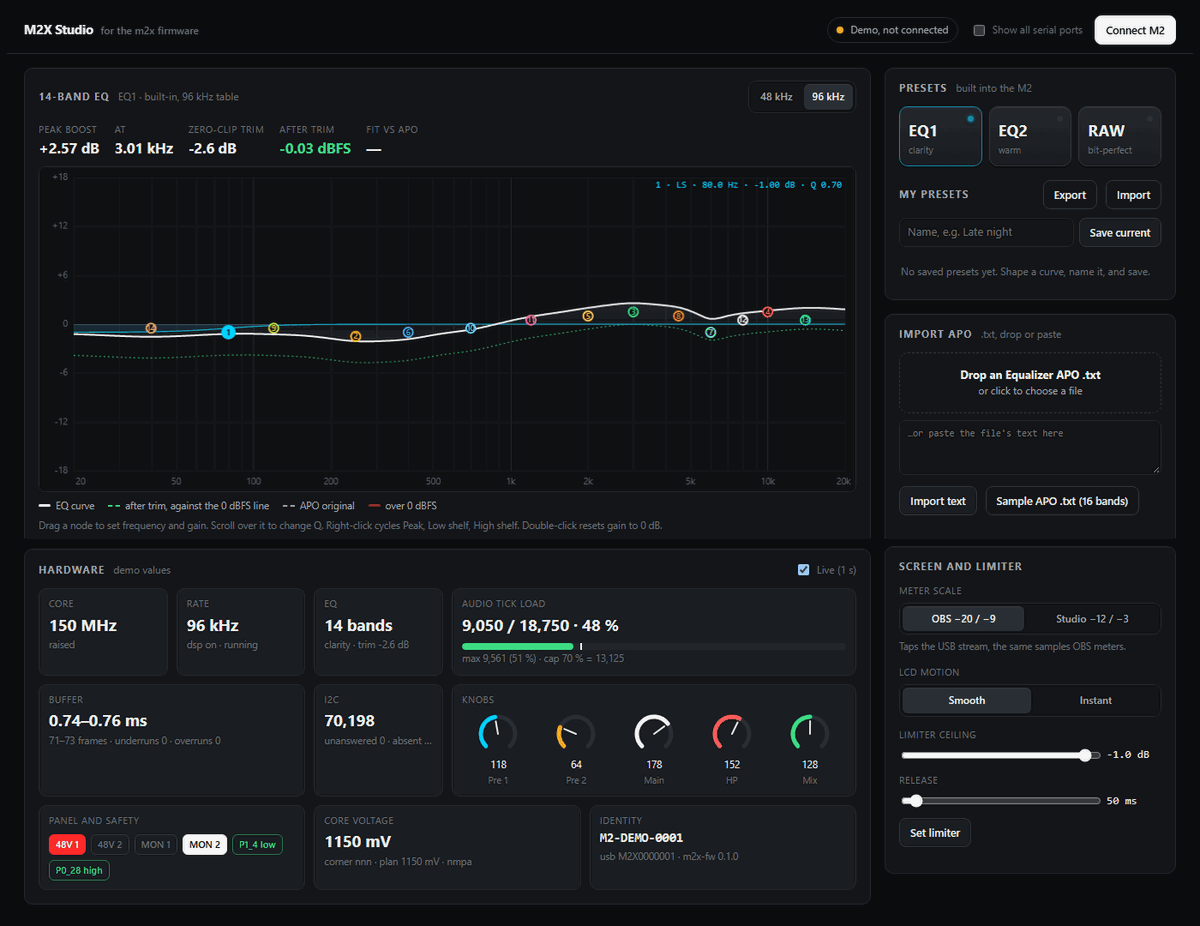 M2X Studio for the m2x firmware
Demo, not connected
Show all serial ports
Connect M2
14-BAND EQ EQ1 · built-in, 96 kHz table
48 kHz 96 kHz
PEAK BOOST AT ZERO-CLIP TRIM AFTER TRIM FIT VS APO
+2.57 dB 3.01 kHz -2.6 dB -0.03 dBFS —
1 · LS · 80.0 Hz · -1.00 dB · Q 0.70
+18
+12
+6
0
-6
-12
-18
14 1 9 2 6 10 11 5 3 8 7 12 4 13
20 50 100 200 500 1k 2k 5k 10k 20k
EQ curve after trim, against the 0 dBFS line APO original over 0 dBFS
Drag a node to set frequency and gain. Scroll over it to change Q. Right-click cycles Peak, Low shelf, High shelf. Double-click resets gain to 0 dB.
PRESETS built into the M2
EQ1 EQ2 RAW
clarity warm bit-perfect
MY PRESETS Export Import
Name, e.g. Late night Save current
No saved presets yet. Shape a curve, name it, and save.
IMPORT APO .txt, drop or paste
Drop an Equalizer APO .txt
or click to choose a file
…or paste the file's text here
Import text Sample APO .txt (16 bands)
HARDWARE demo values
Live (1 s)
CORE
150 MHz
raised
RATE
96 kHz
dsp on · running
EQ
14 bands
clarity · trim -2.6 dB
AUDIO TICK LOAD
9,050 / 18,750 · 48 %
max 9,561 (51 %) · cap 70 % = 13,125
BUFFER
0.74–0.76 ms
71–73 frames · underruns 0 · overruns 0
I2C
70,198
unanswered 0 · absent ...
KNOBS
118 64 178 152 128
Pre 1 Pre 2 Main HP Mix
PANEL AND SAFETY
48V 1 48V 2 MON 1 MON 2 P1_4 low
P0_28 high
CORE VOLTAGE
1150 mV
corner nnn · plan 1150 mV · nmpa
IDENTITY
M2-DEMO-0001
usb M2X0000001 · m2x-fw 0.1.0
SCREEN AND LIMITER
METER SCALE
OBS −20 / −9 Studio −12 / −3
Taps the USB stream, the same samples OBS meters.
LCD MOTION
Smooth Instant
LIMITER CEILING
-1.0 dB
RELEASE
50 ms
Set limiter